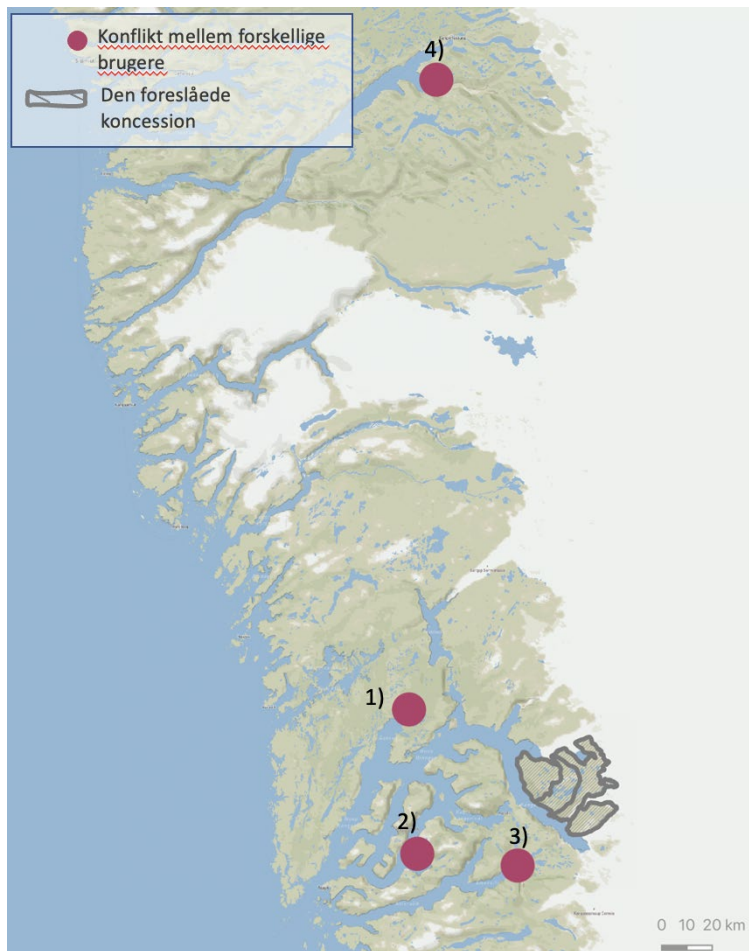 Konflikt mellem forskellige
brugere
Den foreslåede
koncession
4)
1)
2)
3)
0 10 20 km